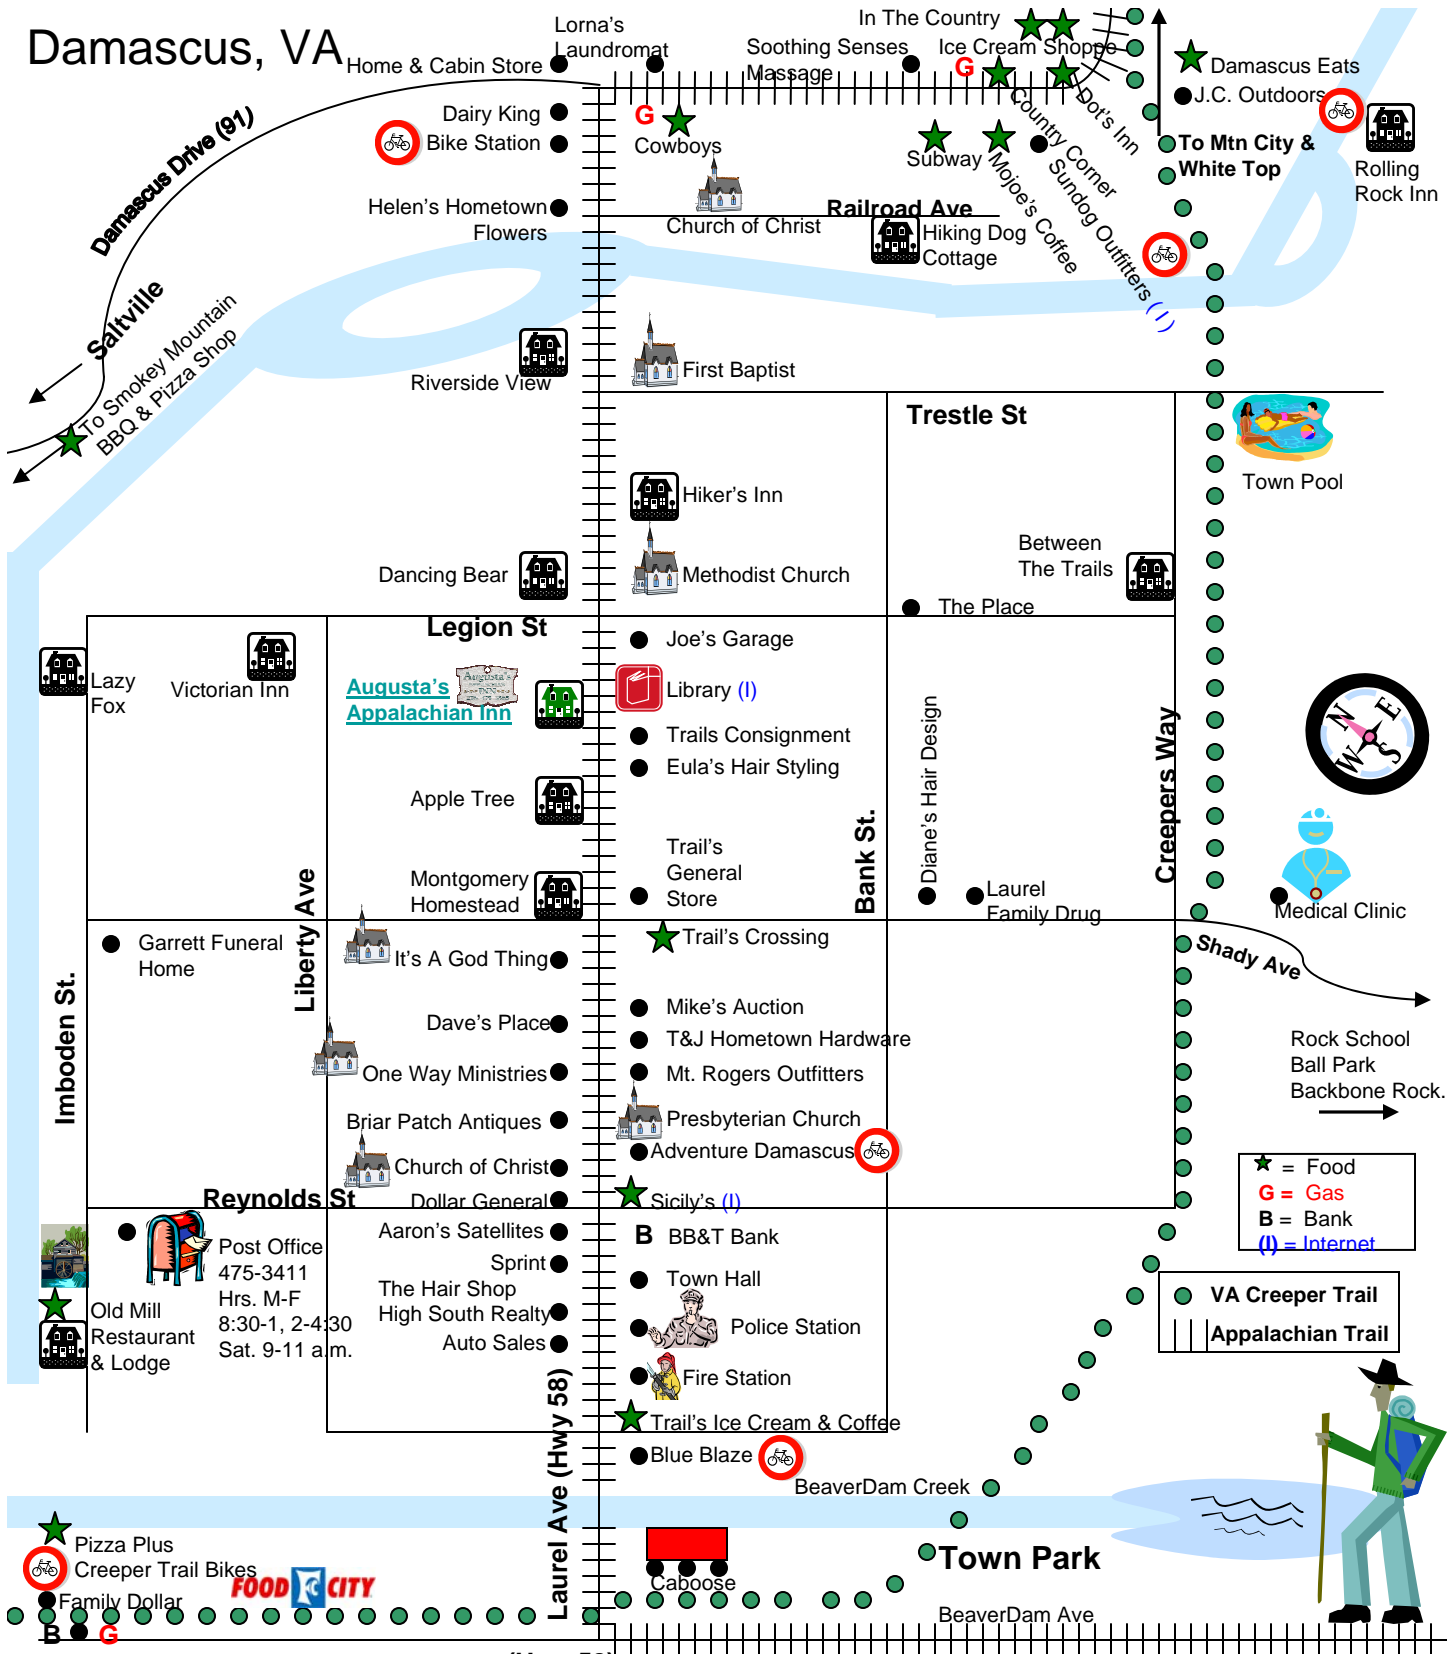 Damascus, VA
Lorna's
Laundromat
Home & Cabin Store
Soothing Senses
Massage
In The Country
Ice Cream Shoppe
G
Damascus Eats
J.C. Outdoors
Dairy King
Bike Station
G
Cowboys
Subway
Country Corner
Dot's Inn
Mojoe's Coffee
Sundog Outfitters (I)
To Mtn City &
White Top
Rolling
Rock Inn
Damascus Drive (91)
Helen's Hometown
Flowers
Church of Christ
Railroad Ave
Hiking Dog
Cottage
Saltville
To Smokey Mountain
BBQ & Pizza Shop
Riverside View
First Baptist
Trestle St
Town Pool
Hiker's Inn
Dancing Bear
Methodist Church
Between
The Trails
The Place
Legion St
Joe's Garage
Lazy
Fox
Victorian Inn
Augusta's
Appalachian Inn
Augusta's
INN
Library (I)
Trails Consignment
Eula's Hair Styling
Apple Tree
Diane's Hair Design
Creepers Way
N
E
S
W
Trail's
General
Store
Bank St.
Montgomery
Homestead
Laurel
Family Drug
Medical Clinic
Liberty Ave
Garrett Funeral
Home
It's A God Thing
Trail's Crossing
Shady Ave
Imboden St.
Dave's Place
Mike's Auction
T&J Hometown Hardware
One Way Ministries
Mt. Rogers Outfitters
Rock School
Ball Park
Backbone Rock.
Briar Patch Antiques
Presbyterian Church
Adventure Damascus
Church of Christ
Reynolds St
Dollar General
Sicily's (I)
= Food
G = Gas
B = Bank
(I) = Internet
Aaron's Satellites
B BB&T Bank
Post Office
475-3411
Hrs. M-F
8:30-1, 2-4:30
Sat. 9-11 a.m.
Sprint
Town Hall
The Hair Shop
High South Realty
Auto Sales
Police Station
VA Creeper Trail
Appalachian Trail
Old Mill
Restaurant
& Lodge
Fire Station
Laurel Ave (Hwy 58)
Trail's Ice Cream & Coffee
Blue Blaze
BeaverDam Creek
Pizza Plus
Creeper Trail Bikes
Family Dollar
FOOD CITY
Caboose
Town Park
BeaverDam Ave
B
G